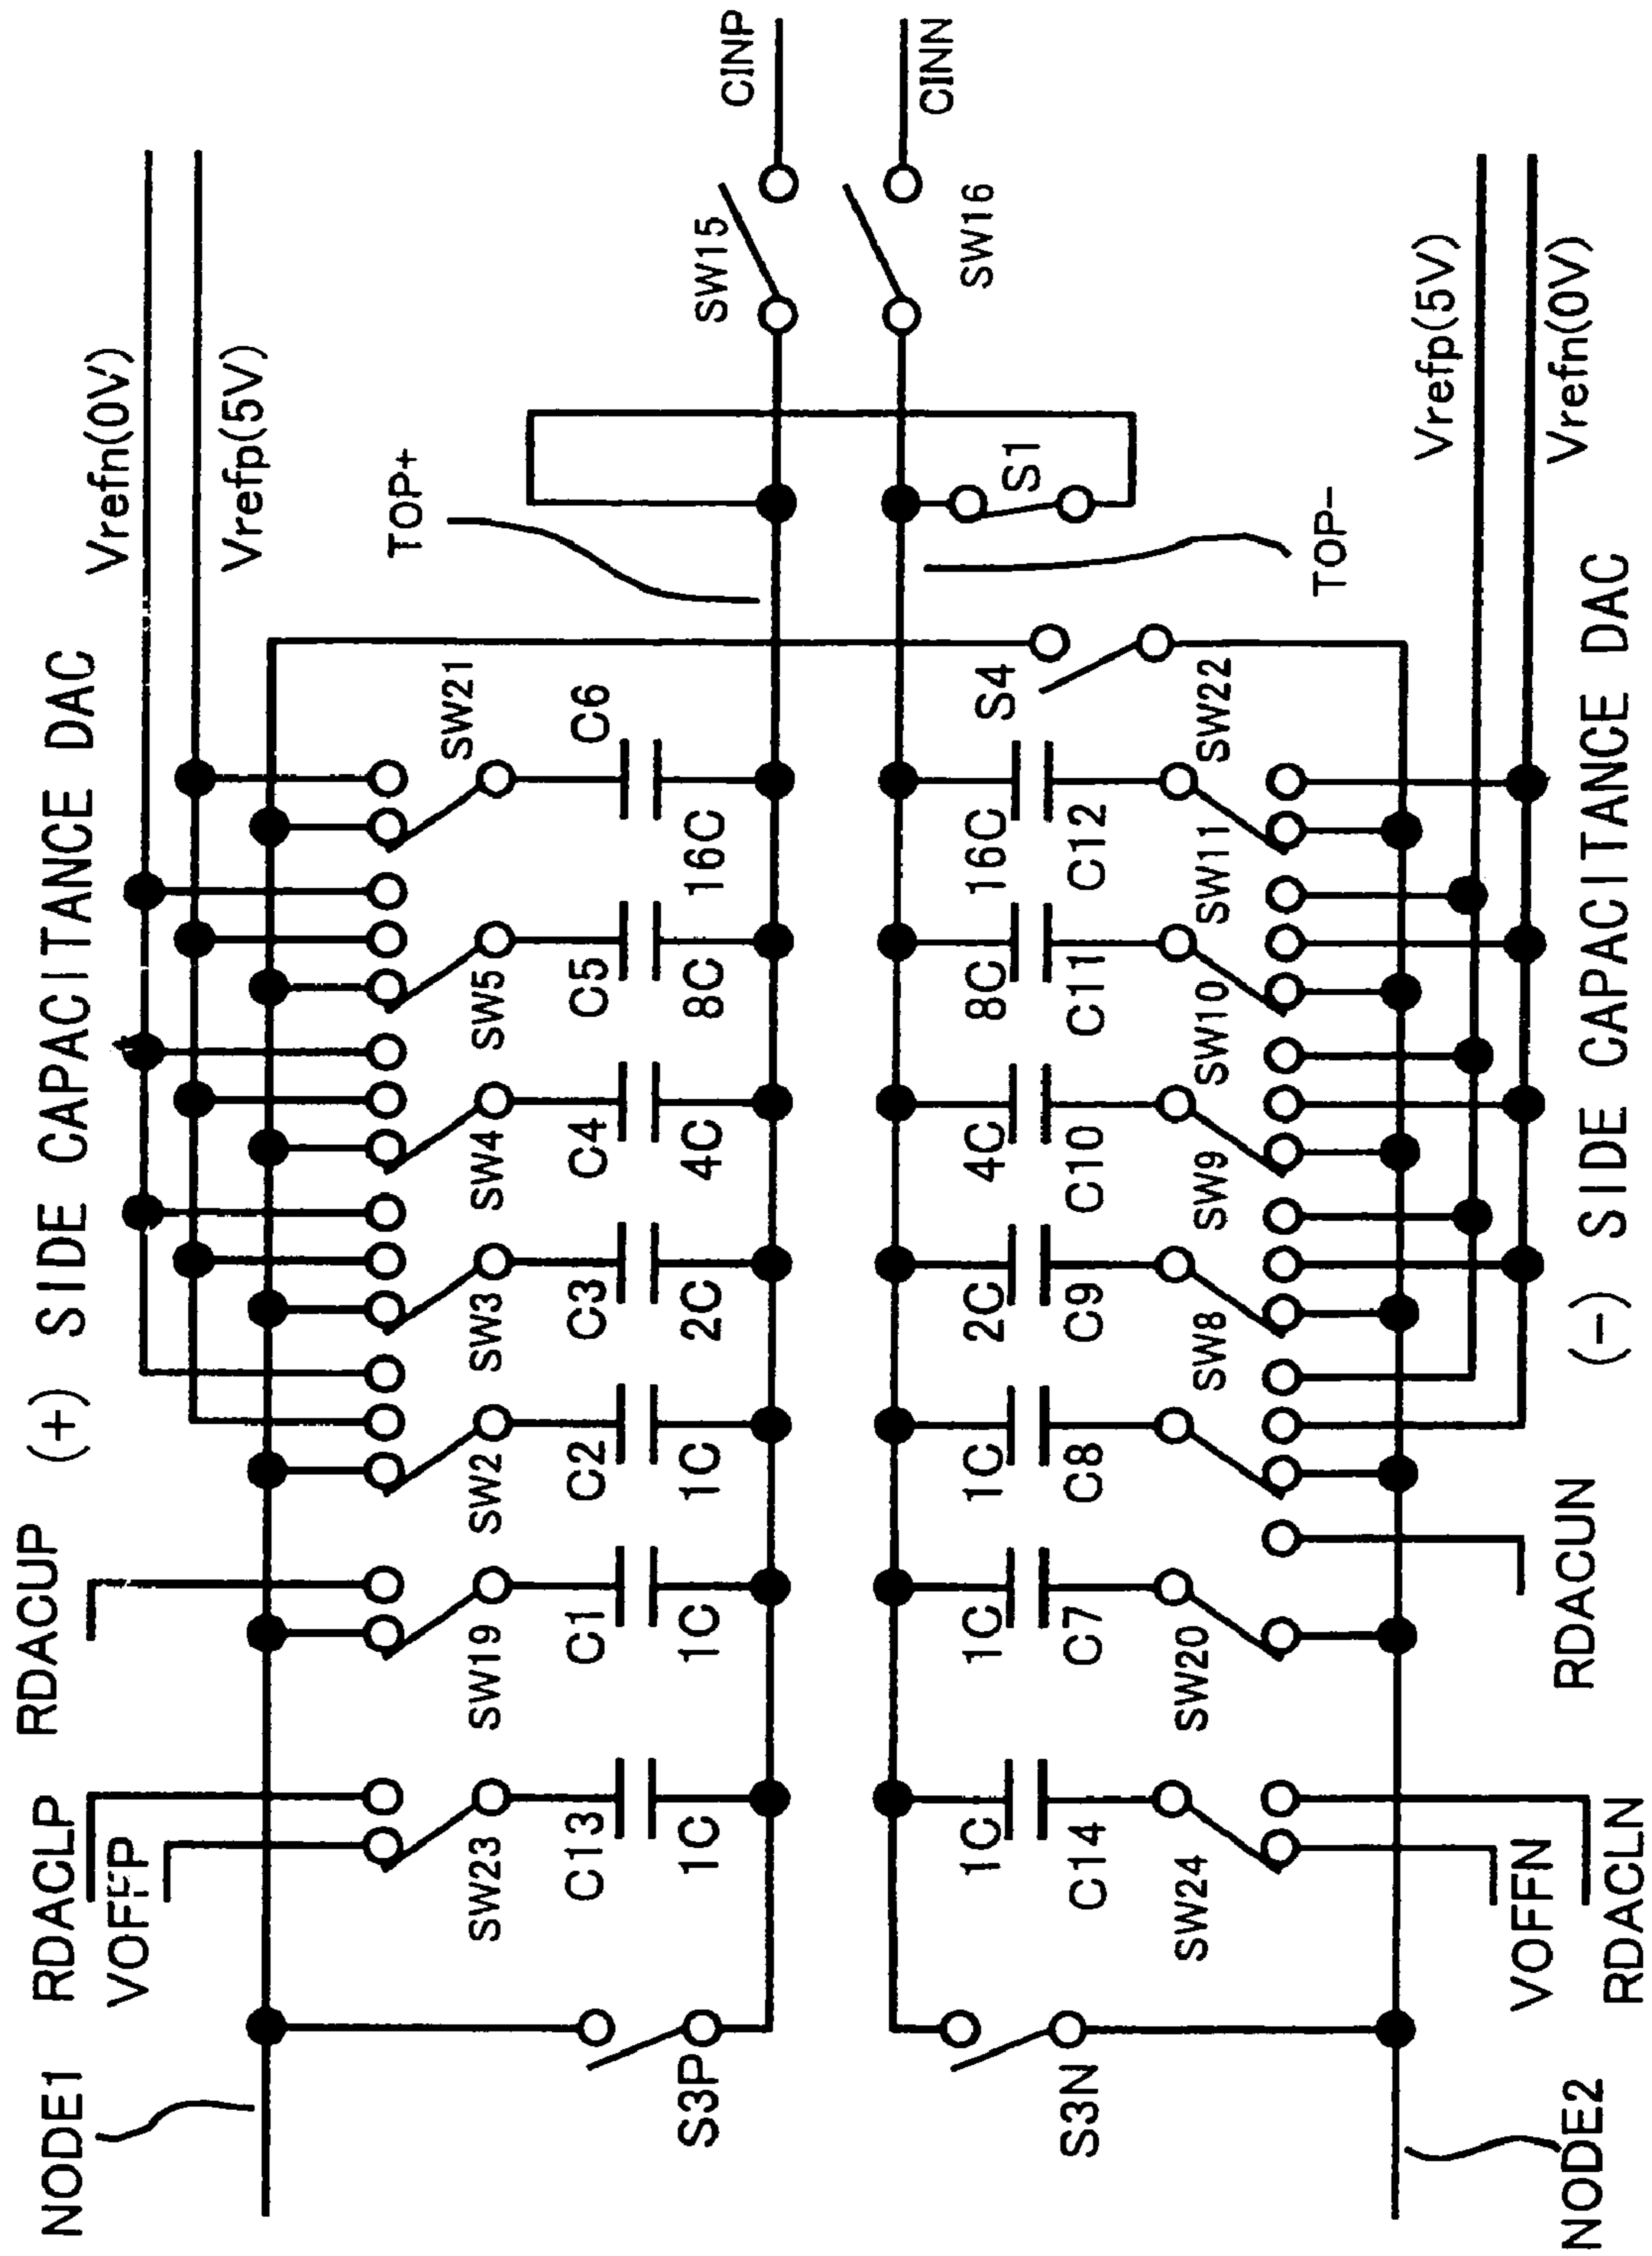 (+) SIDE CAPACITANCE DAC
Vrefn(0V)
Vrefp(5V)
NODE1
RDACLP
VOFFP
RDACUP
SW23
SW19
SW2
SW3
SW4
SW5
SW21
C13
C1
C2
C3
C4
C5
C6
1C
1C
1C
2C
4C
8C
16C
S3P
TOP+
SW15
CINP
CINN
SW16
S1
TOP-
S4
S3N
1C
1C
1C
2C
4C
8C
16C
C14
C7
C8
C9
C10
C11
C12
SW24
SW20
SW8
SW9
SW10
SW11
SW22
NODE2
VOFFN
RDACLN
RDACUN
Vrefp(5V)
Vrefn(0V)
(-) SIDE CAPACITANCE DAC